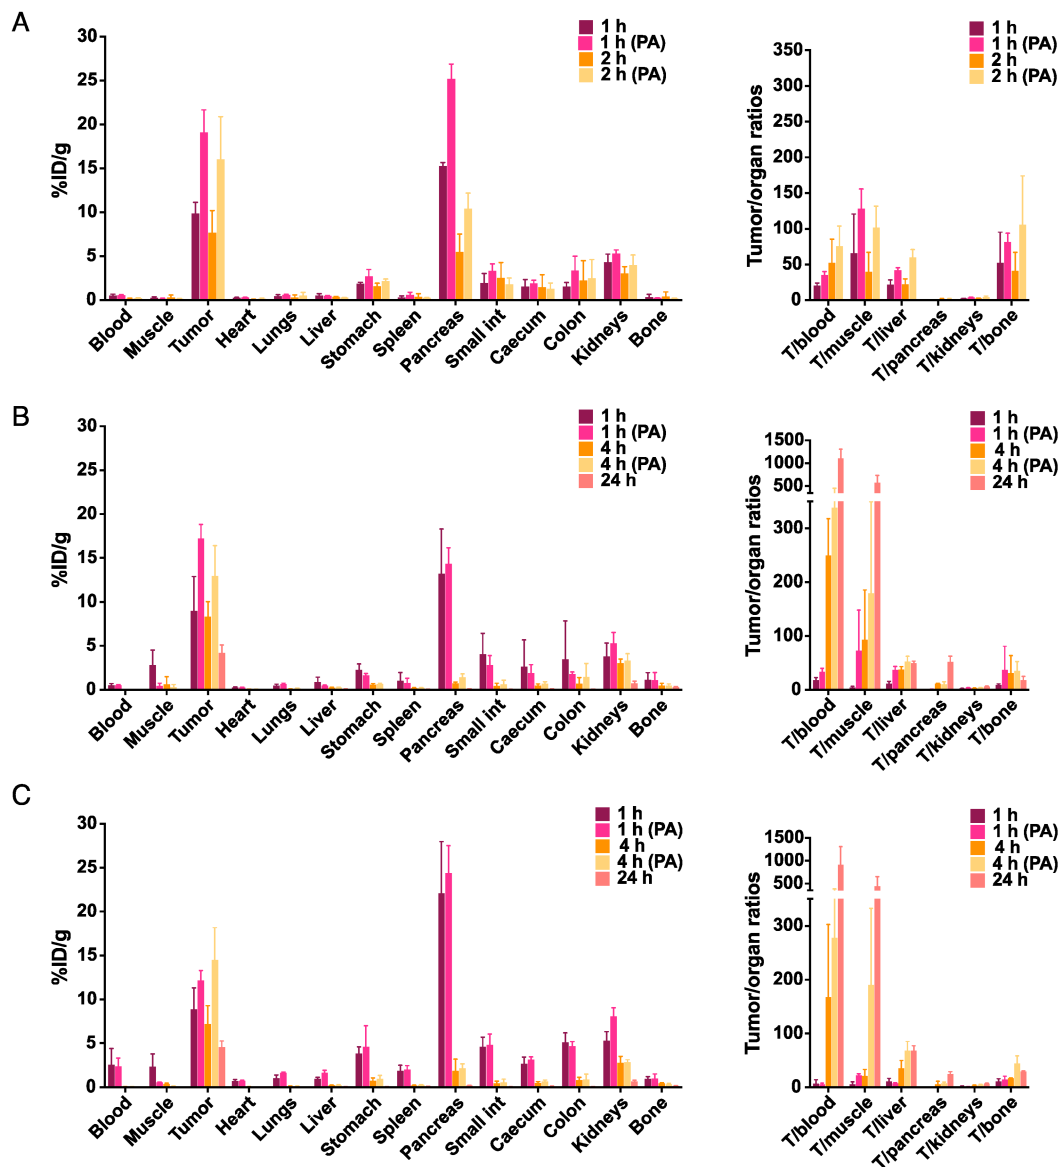 A
%ID/g
30
25
20
15
10
5
0
1 h
1 h (PA)
2 h
2 h (PA)
Blood
Muscle
Tumor
Heart
Lungs
Liver
Stomach
Spleen
Pancreas
Small int
Caecum
Colon
Kidneys
Bone
Tumor/organ ratios
350
300
250
200
150
100
50
0
1 h
1 h (PA)
2 h
2 h (PA)
T/blood
T/muscle
T/liver
T/pancreas
T/kidneys
T/bone
B
%ID/g
30
25
20
15
10
5
0
1 h
1 h (PA)
4 h
4 h (PA)
24 h
Blood
Muscle
Tumor
Heart
Lungs
Liver
Stomach
Spleen
Pancreas
Small int
Caecum
Colon
Kidneys
Bone
Tumor/organ ratios
1500
1000
500
300
200
100
0
1 h
1 h (PA)
4 h
4 h (PA)
24 h
T/blood
T/muscle
T/liver
T/pancreas
T/kidneys
T/bone
C
%ID/g
30
25
20
15
10
5
0
1 h
1 h (PA)
4 h
4 h (PA)
24 h
Blood
Muscle
Tumor
Heart
Lungs
Liver
Stomach
Spleen
Pancreas
Small int
Caecum
Colon
Kidneys
Bone
Tumor/organ ratios
1500
1000
500
300
200
100
0
1 h
1 h (PA)
4 h
4 h (PA)
24 h
T/blood
T/muscle
T/liver
T/pancreas
T/kidneys
T/bone